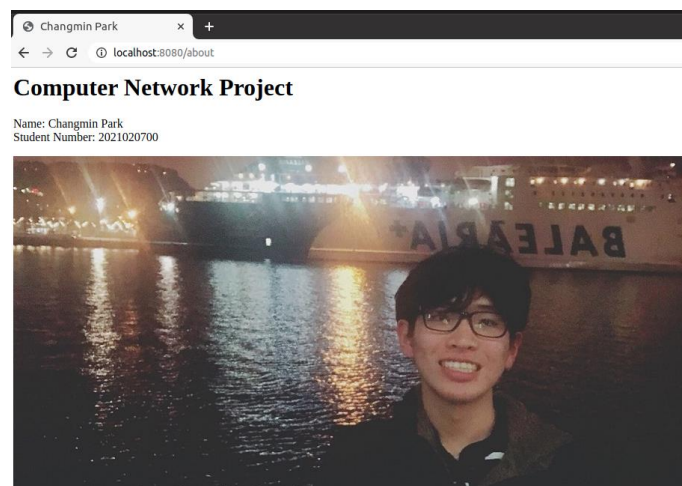 Changmin Park
localhost:8080/about
Computer Network Project
Name: Changmin Park
Student Number: 2021020700
BALEÀRIA